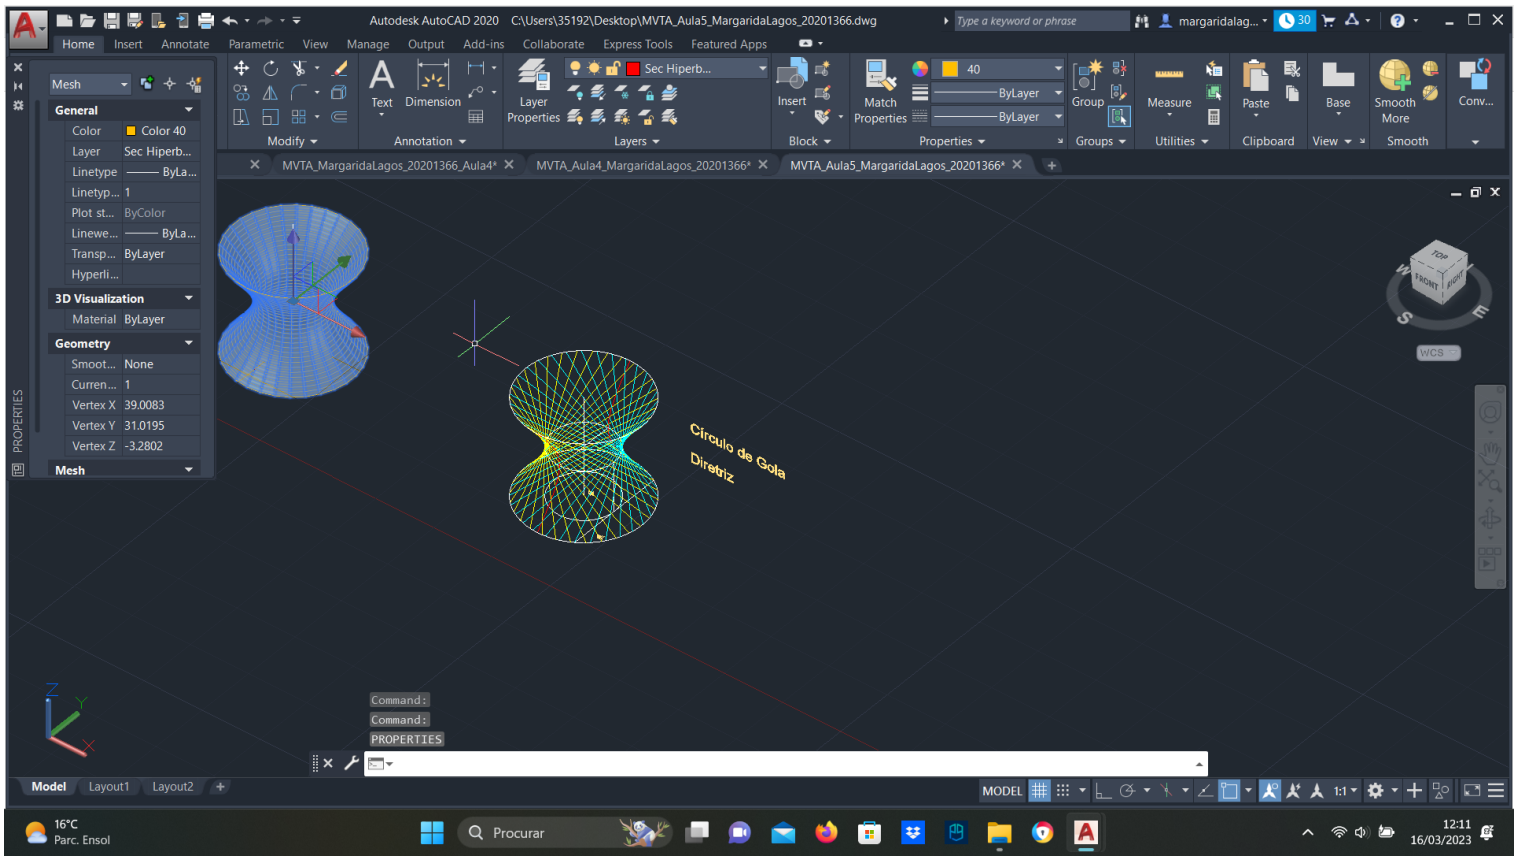 Autodesk AutoCAD 2020 C:\Users\35192\Desktop\MVTA_Aula5_MargaridaLagos_20201366.dwg
Type a keyword or phrase
margaridalag...
30
Home Insert Annotate Parametric View Manage Output Add-ins Collaborate Express Tools Featured Apps
Mesh
General
Color Color 40
Layer Sec Hiperb...
Linetype ByLa...
Linetyp... 1
Plot st... ByColor
Linewe... ByLa...
Transp... ByLayer
Hyperli...
3D Visualization
Material ByLayer
Geometry
Smoot... None
Curren... 1
Vertex X 39.0083
Vertex Y 31.0195
Vertex Z -3.2802
Mesh
PROPERTIES
Modify
Text
Dimension
Annotation
Layer
Properties
Sec Hiperb...
Layers
Insert
Block
Match
Properties
40
ByLayer
ByLayer
Properties
Group
Groups
Measure
Utilities
Paste
Clipboard
Base
View
Smooth
More
Smooth
Conv...
MVTA_MargaridaLagos_20201366_Aula4* MVTA_Aula4_MargaridaLagos_20201366* MVTA_Aula5_MargaridaLagos_20201366*
TOP
FRONT
RIGHT
W
S
E
WCS
Círculo de Gola
Diretriz
Z
Y
X
Command:
Command:
PROPERTIES
Model Layout1 Layout2
MODEL
1:1
16°C
Parc. Ensol
Procurar
12:11
16/03/2023